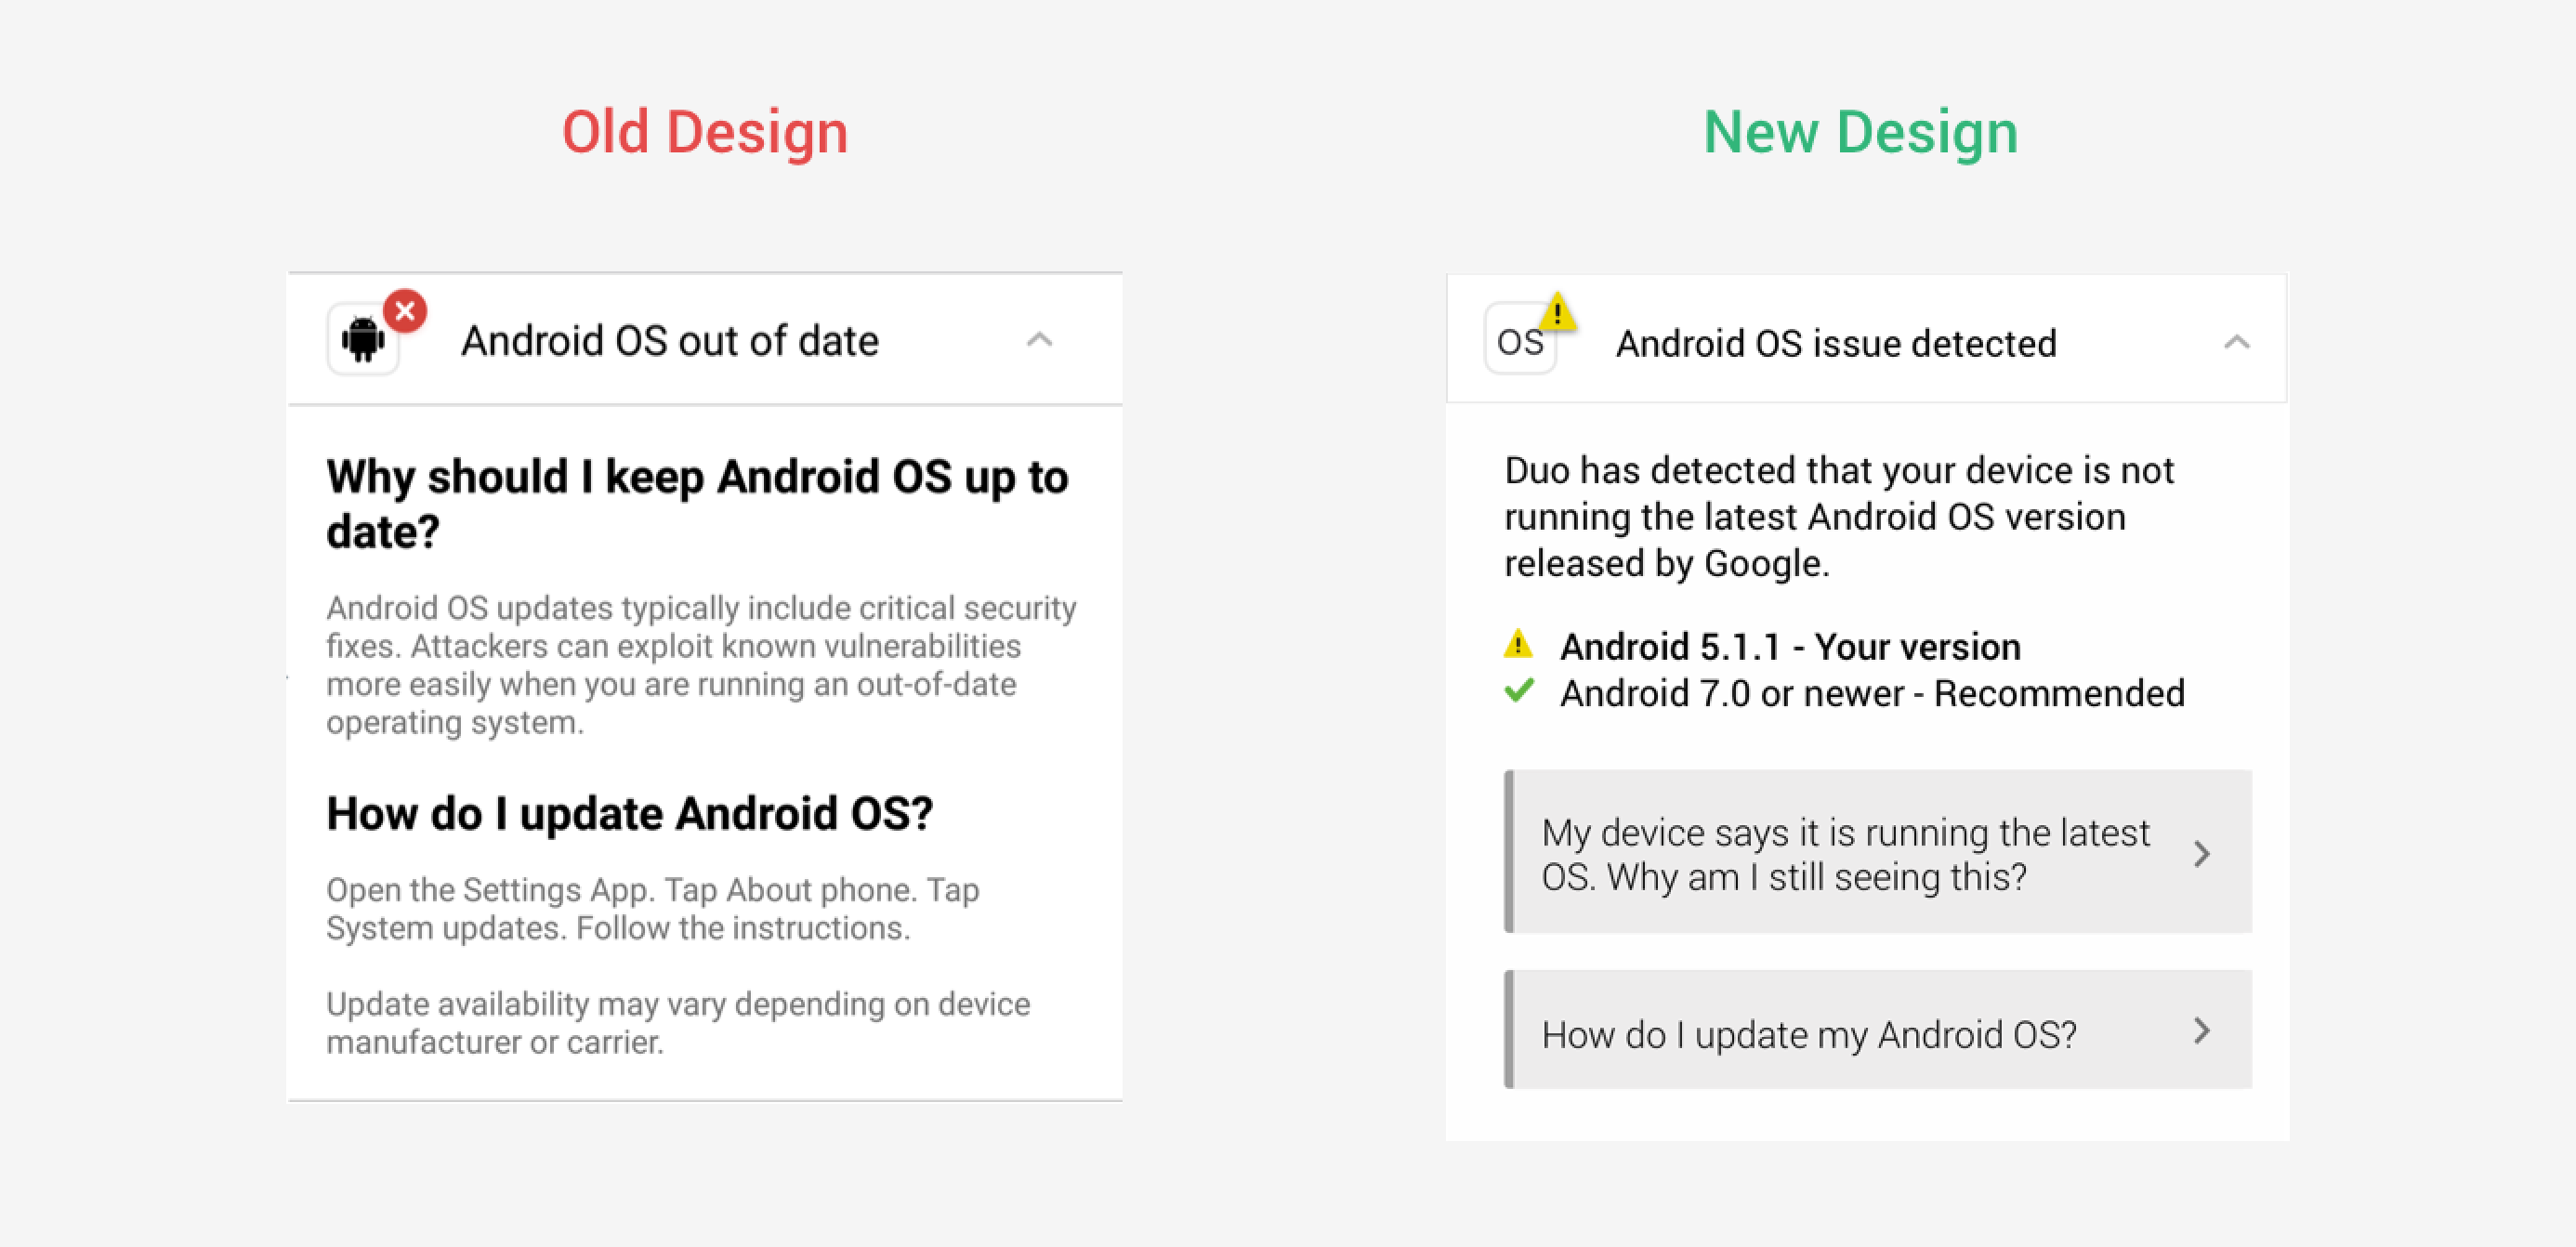 Old Design
Android OS out of date
Why should I keep Android OS up to
date?
Android OS updates typically include critical security
fixes. Attackers can exploit known vulnerabilities
more easily when you are running an out-of-date
operating system.
How do I update Android OS?
Open the Settings App. Tap About phone. Tap
System updates. Follow the instructions.
Update availability may vary depending on device
manufacturer or carrier.
New Design
OS
Android OS issue detected
Duo has detected that your device is not
running the latest Android OS version
released by Google.
Android 5.1.1 - Your version
Android 7.0 or newer - Recommended
My device says it is running the latest
OS. Why am I still seeing this?
How do I update my Android OS?